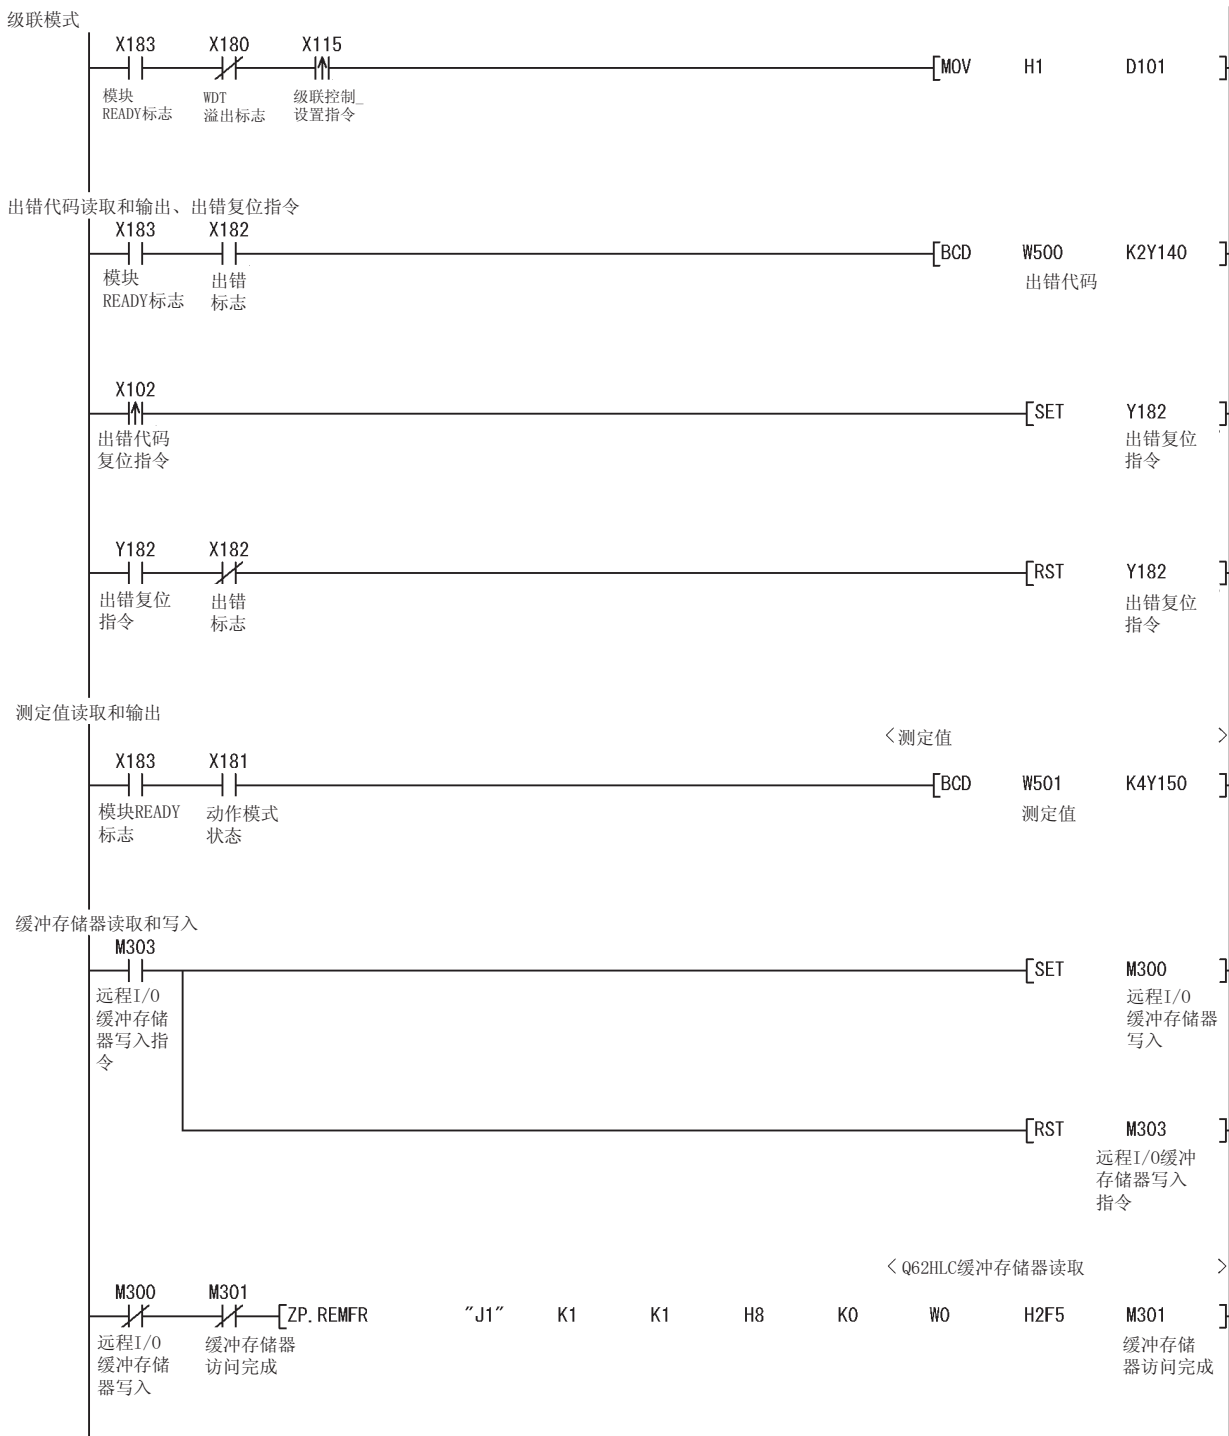 级联模式
X183 X180 X115
[MOV H1 D101 ]
模块 WDT 级联控制_
READY标志 溢出标志 设置指令
出错代码读取和输出、出错复位指令
X183 X182
[BCD W500 K2Y140 ]
模块 出错 出错代码
READY标志 标志
X102
[SET Y182 ]
出错代码 出错复位
复位指令 指令
Y182 X182
[RST Y182 ]
出错复位 出错 出错复位
指令 标志 指令
测定值读取和输出
<测定值 >
X183 X181
[BCD W501 K4Y150 ]
模块READY 动作模式 测定值
标志 状态
缓冲存储器读取和写入
M303
[SET M300 ]
远程I/O 远程I/O
缓冲存储 缓冲存储器
器写入指 写入
令
[RST M303 ]
远程I/O缓冲
存储器写入
指令
<Q62HLC缓冲存储器读取 >
M300 M301
[ZP.REMFR "J1" K1 K1 H8 K0 W0 H2F5 M301 ]
远程I/O 缓冲存储器 缓冲存储
缓冲存储 访问完成 器访问完成
器写入